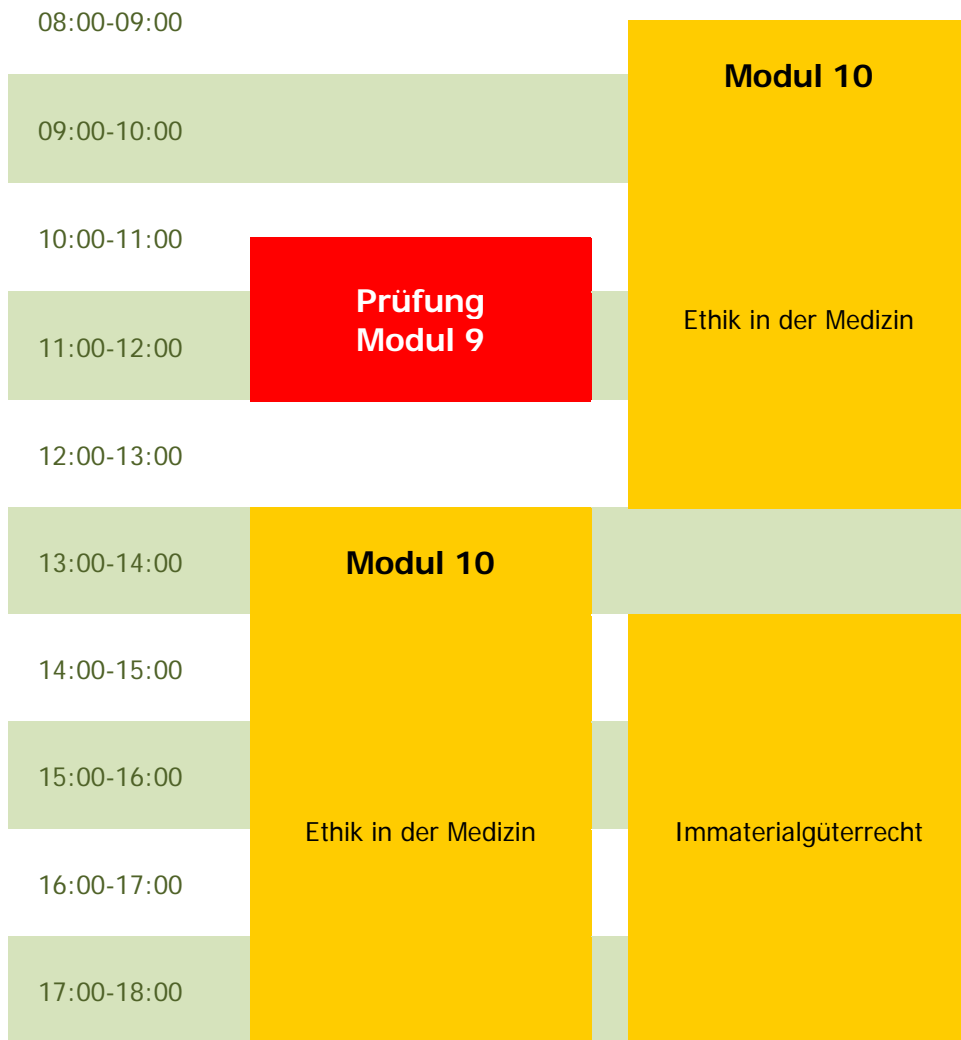 08:00-09:00
Modul 10
09:00-10:00
10:00-11:00
Prüfung
Modul 9
Ethik in der Medizin
11:00-12:00
12:00-13:00
13:00-14:00
Modul 10
14:00-15:00
15:00-16:00
Ethik in der Medizin
Immaterialgüterrecht
16:00-17:00
17:00-18:00